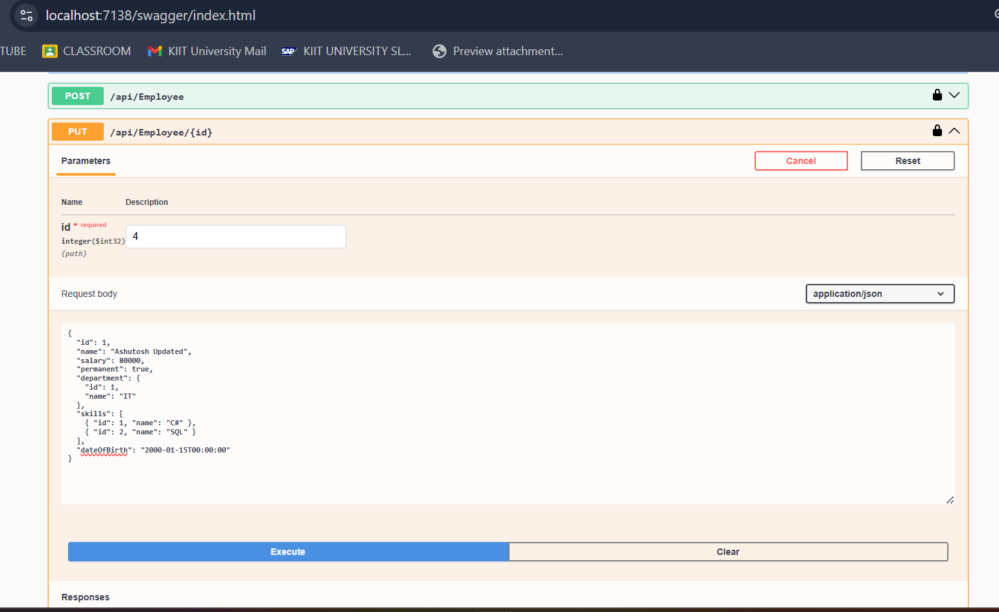 localhost:7138/swagger/index.html
TUBE CLASSROOM KIIT University Mail SAP KIIT UNIVERSITY SL... Preview attachment...
POST /api/Employee
PUT /api/Employee/{id}
Parameters Cancel Reset
Name Description
id * required
integer($int32) 4
(path)
Request body application/json
{
"id": 1,
"name": "Ashutosh Updated",
"salary": 80000,
"permanent": true,
"department": {
"id": 1,
"name": "IT"
},
"skills": [
{ "id": 1, "name": "C#" },
{ "id": 2, "name": "SQL" }
],
"dateOfBirth": "2000-01-15T00:00:00"
}
Execute Clear
Responses